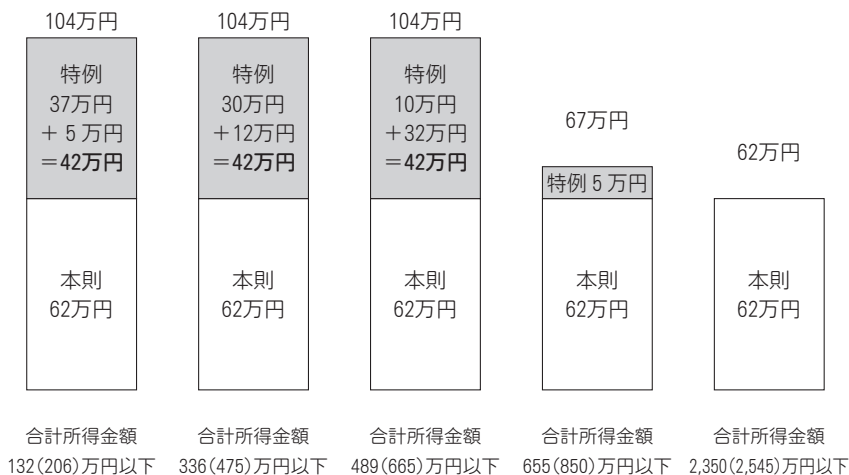 104万円
特例
37万円
＋ 5 万円
＝42万円
本則
62万円
合計所得金額
132(206)万円以下
104万円
特例
30万円
＋12万円
＝42万円
本則
62万円
合計所得金額
336(475)万円以下
104万円
特例
10万円
＋32万円
＝42万円
本則
62万円
合計所得金額
489(665)万円以下
67万円
特例 5 万円
本則
62万円
合計所得金額
655(850)万円以下
62万円
本則
62万円
合計所得金額
2,350(2,545)万円以下